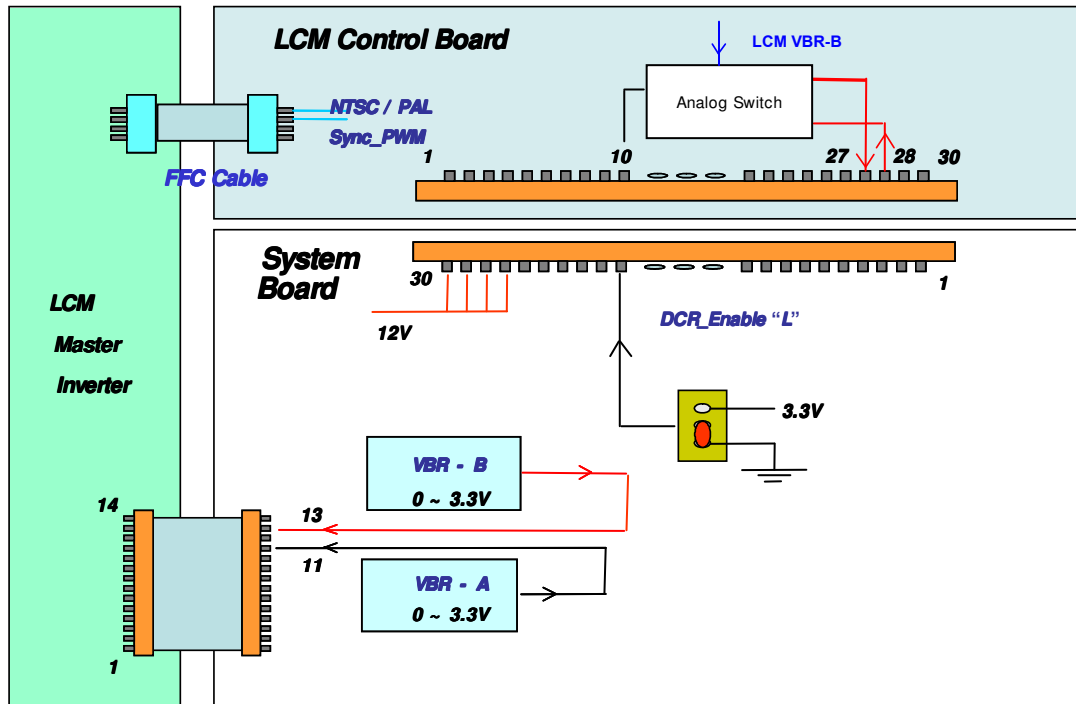 LCM Control Board
LCM VBR-B
Analog Switch
NTSC / PAL
Sync_PWM
1
10
27
28
30
FFC Cable
System
Board
30
1
12V
DCR_Enable “L”
LCM
Master
Inverter
3.3V
VBR - B
0 ~ 3.3V
14
13
11
VBR - A
0 ~ 3.3V
1